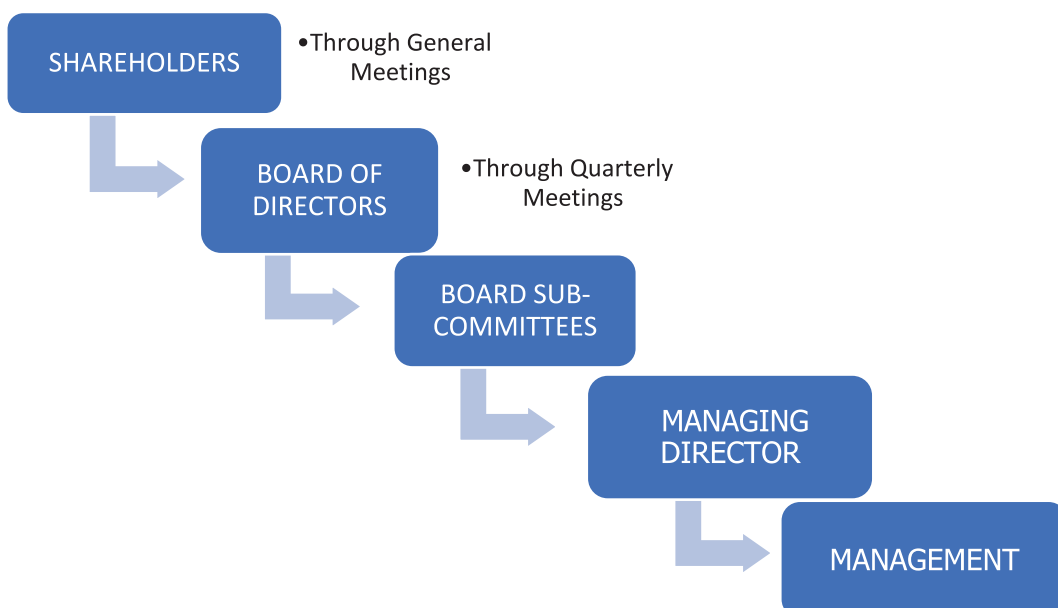 SHAREHOLDERS
•Through General
Meetings
BOARD OF
DIRECTORS
•Through Quarterly
Meetings
BOARD SUB-
COMMITTEES
MANAGING
DIRECTOR
MANAGEMENT